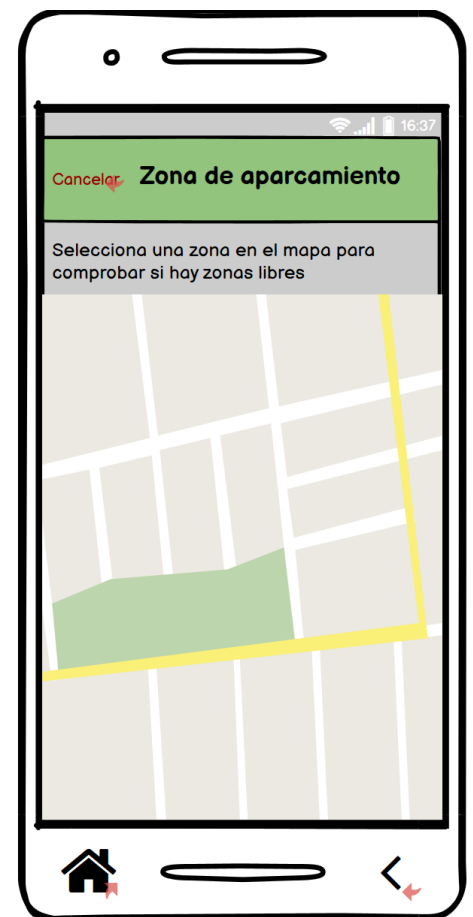 16:37
Cancelar Zona de aparcamiento
Selecciona una zona en el mapa para
comprobar si hay zonas libres